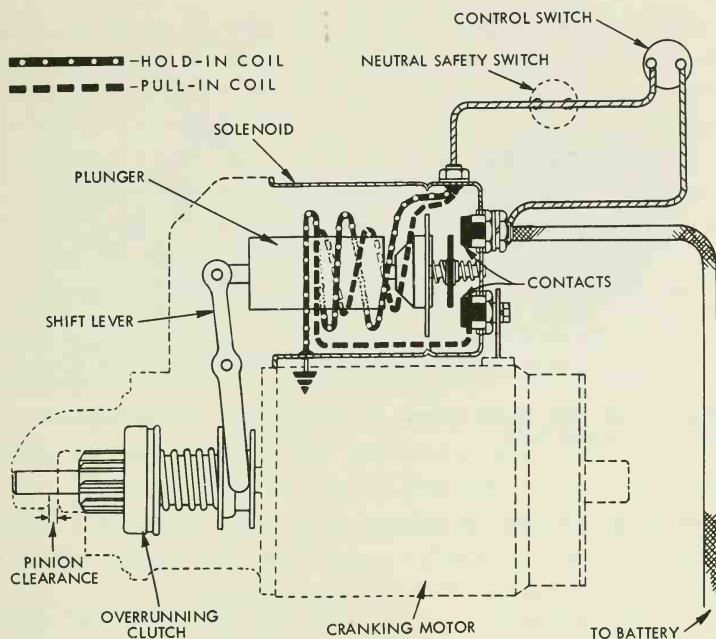 CONTROL SWITCH
-HOLD-IN COIL
NEUTRAL SAFETY SWITCH
-PULL-IN COIL
SOLENOID
PLUNGER
CONTACTS
SHIFT LEVER
PINION
CLEARANCE
OVERRUNNING
CLUTCH
CRANKING MOTOR
TO BATTERY